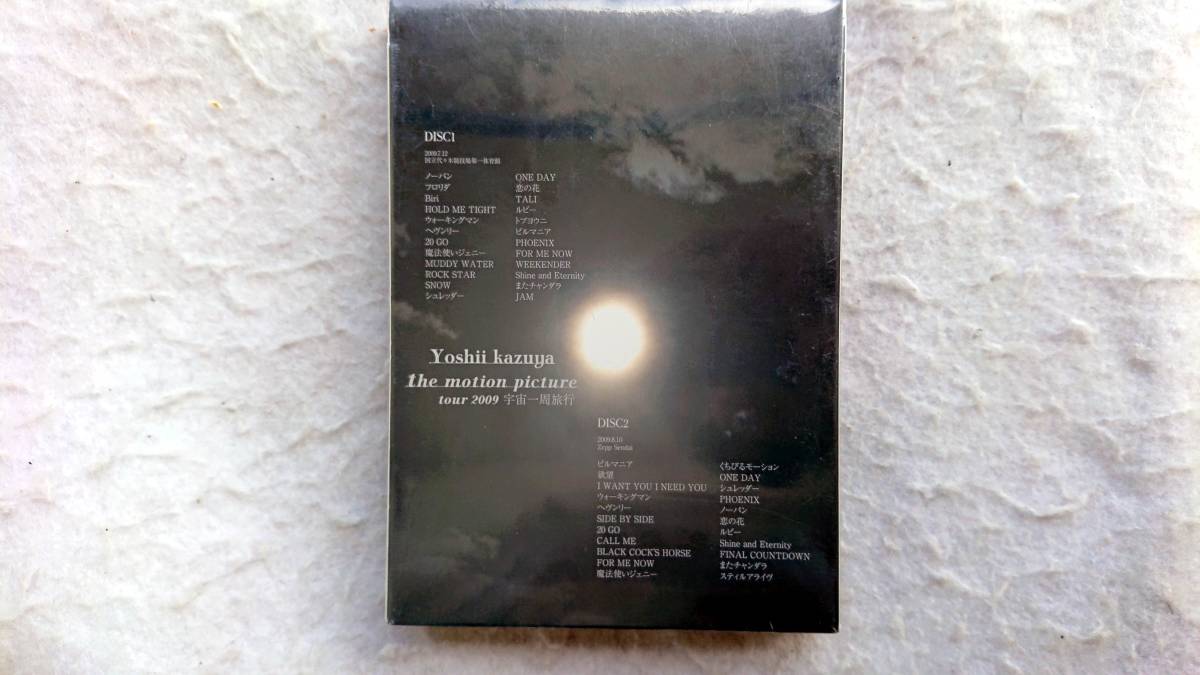 DISC1
2009.7.12
国立代々木競技場第一体育館
ノーパン
フロリダ
Biri
HOLD ME TIGHT
ウォーキングマン
ヘヴンリー
20 GO
魔法使いジェニー
MUDDY WATER
ROCK STAR
SNOW
シュレッダー
ONE DAY
恋の花
TALI
ルビー
トブヨウニ
ビルマニア
PHOENIX
FOR ME NOW
WEEKENDER
Shine and Eternity
またチャンダラ
JAM
Yoshii kazuya
the motion picture
tour 2009 宇宙一周旅行
DISC2
2009.8.10
Zepp Sendai
ビルマニア
欲望
I WANT YOU I NEED YOU
ウォーキングマン
ヘヴンリー
SIDE BY SIDE
20 GO
CALL ME
BLACK COCK'S HORSE
FOR ME NOW
魔法使いジェニー
くちびるモーション
ONE DAY
シュレッダー
PHOENIX
ノーパン
恋の花
ルビー
Shine and Eternity
FINAL COUNTDOWN
またチャンダラ
スティルアライヴ